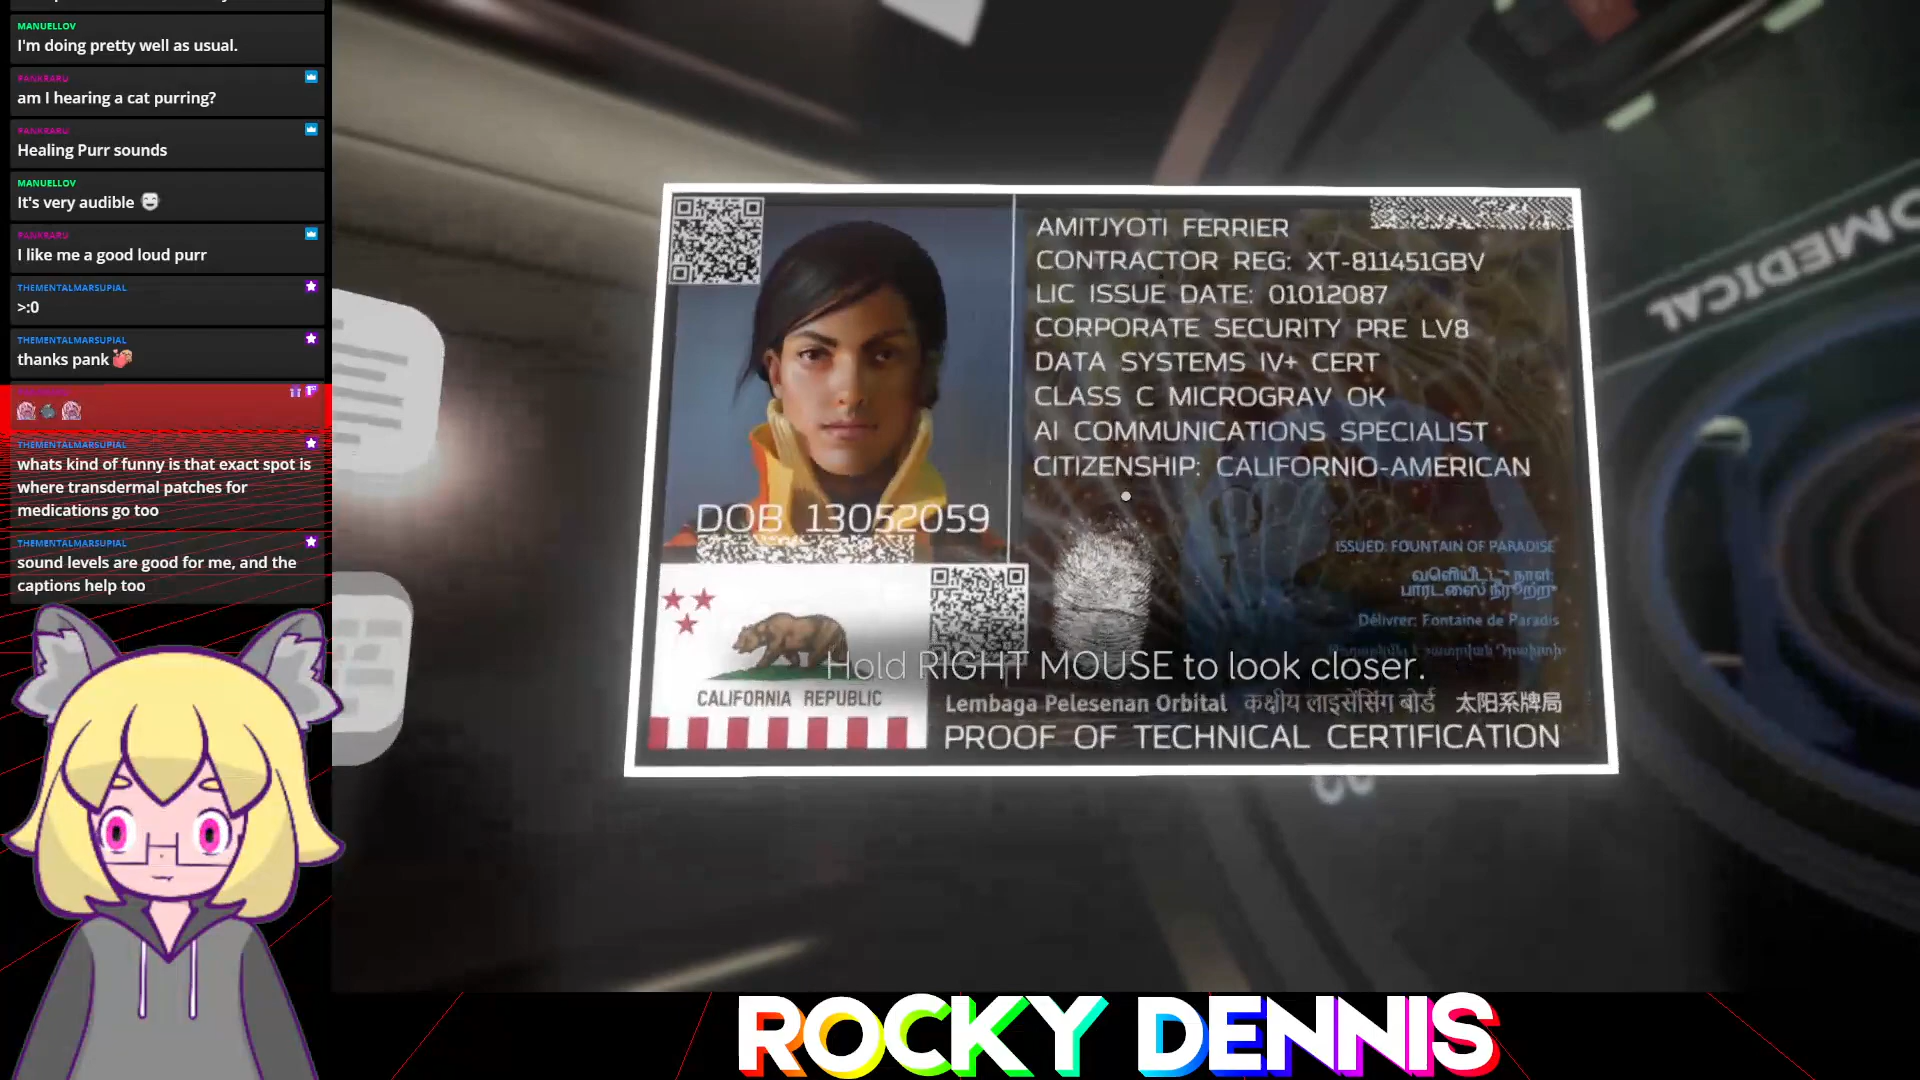 MANUELLOV
I'm doing pretty well as usual.
PANKRARU
am I hearing a cat purring?
PANKRARU
Healing Purr sounds
MANUELLOV
It's very audible
PANKRARU
I like me a good loud purr
THEMENTALMARSUPIAL
>:0
THEMENTALMARSUPIAL
thanks pank
THEMENTALMARSUPIAL
whats kind of funny is that exact spot is
where transdermal patches for
medications go too
THEMENTALMARSUPIAL
sound levels are good for me, and the
captions help too
AMITJYOTI FERRIER
CONTRACTOR REG: XT-811451GBV
LIC ISSUE DATE: 01012087
CORPORATE SECURITY PRE LV8
DATA SYSTEMS IV+ CERT
CLASS C MICROGRAV OK
AI COMMUNICATIONS SPECIALIST
CITIZENSHIP: CALIFORNIO-AMERICAN
DOB 13052059
ISSUED: FOUNTAIN OF PARADISE
Délivrer: Fontaine de Paradis
Hold RIGHT MOUSE to look closer.
CALIFORNIA REPUBLIC
Lembaga Pelesenan Orbital कक्षीय लाइसेंसिंग बोर्ड 太阳系牌局
PROOF OF TECHNICAL CERTIFICATION
OMEDICAL
ROCKY DENNIS